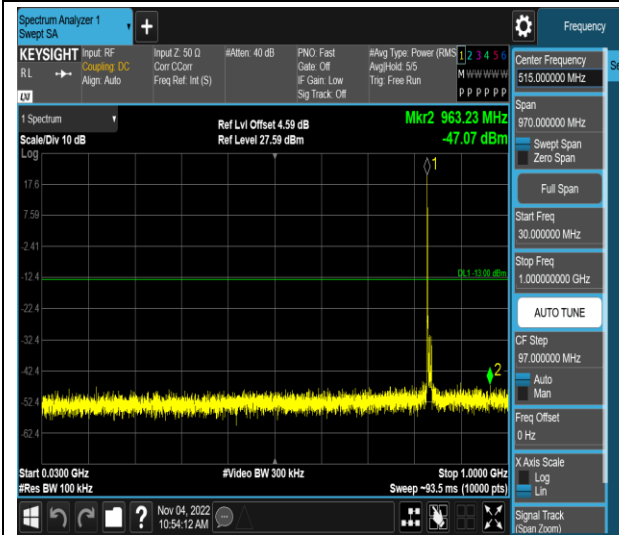 Spectrum Analyzer 1
Swept SA
Frequency
KEYSIGHT
Input: RF
Coupling: DC
Align: Auto
RL
LXI
Input Z: 50 Ω
Corr CCorr
Freq Ref: Int (S)
#Atten: 40 dB
PNO: Fast
Gate: Off
IF Gain: Low
Sig Track: Off
#Avg Type: Power (RMS
Avg|Hold: 5/5
Trig: Free Run
1 2 3 4 5 6
M W W W W W
P P P P P P
1 Spectrum
Scale/Div 10 dB
Log
Ref Lvl Offset 4.59 dB
Ref Level 27.59 dBm
Mkr2 963.23 MHz
-47.07 dBm
1
17.6
7.59
-2.41
-12.4
DL1 -13.00 dBm
-22.4
-32.4
-42.4
2
-52.4
-62.4
Start 0.0300 GHz
#Res BW 100 kHz
#Video BW 300 kHz
Stop 1.0000 GHz
Sweep ~93.5 ms (10000 pts)
?
Nov 04, 2022
10:54:12 AM
Center Frequency
515.000000 MHz
Se
Span
970.000000 MHz
Swept Span
Zero Span
Full Span
Start Freq
30.000000 MHz
Stop Freq
1.000000000 GHz
AUTO TUNE
CF Step
97.000000 MHz
Auto
Man
Freq Offset
0 Hz
X Axis Scale
Log
Lin
Signal Track
(Span Zoom)